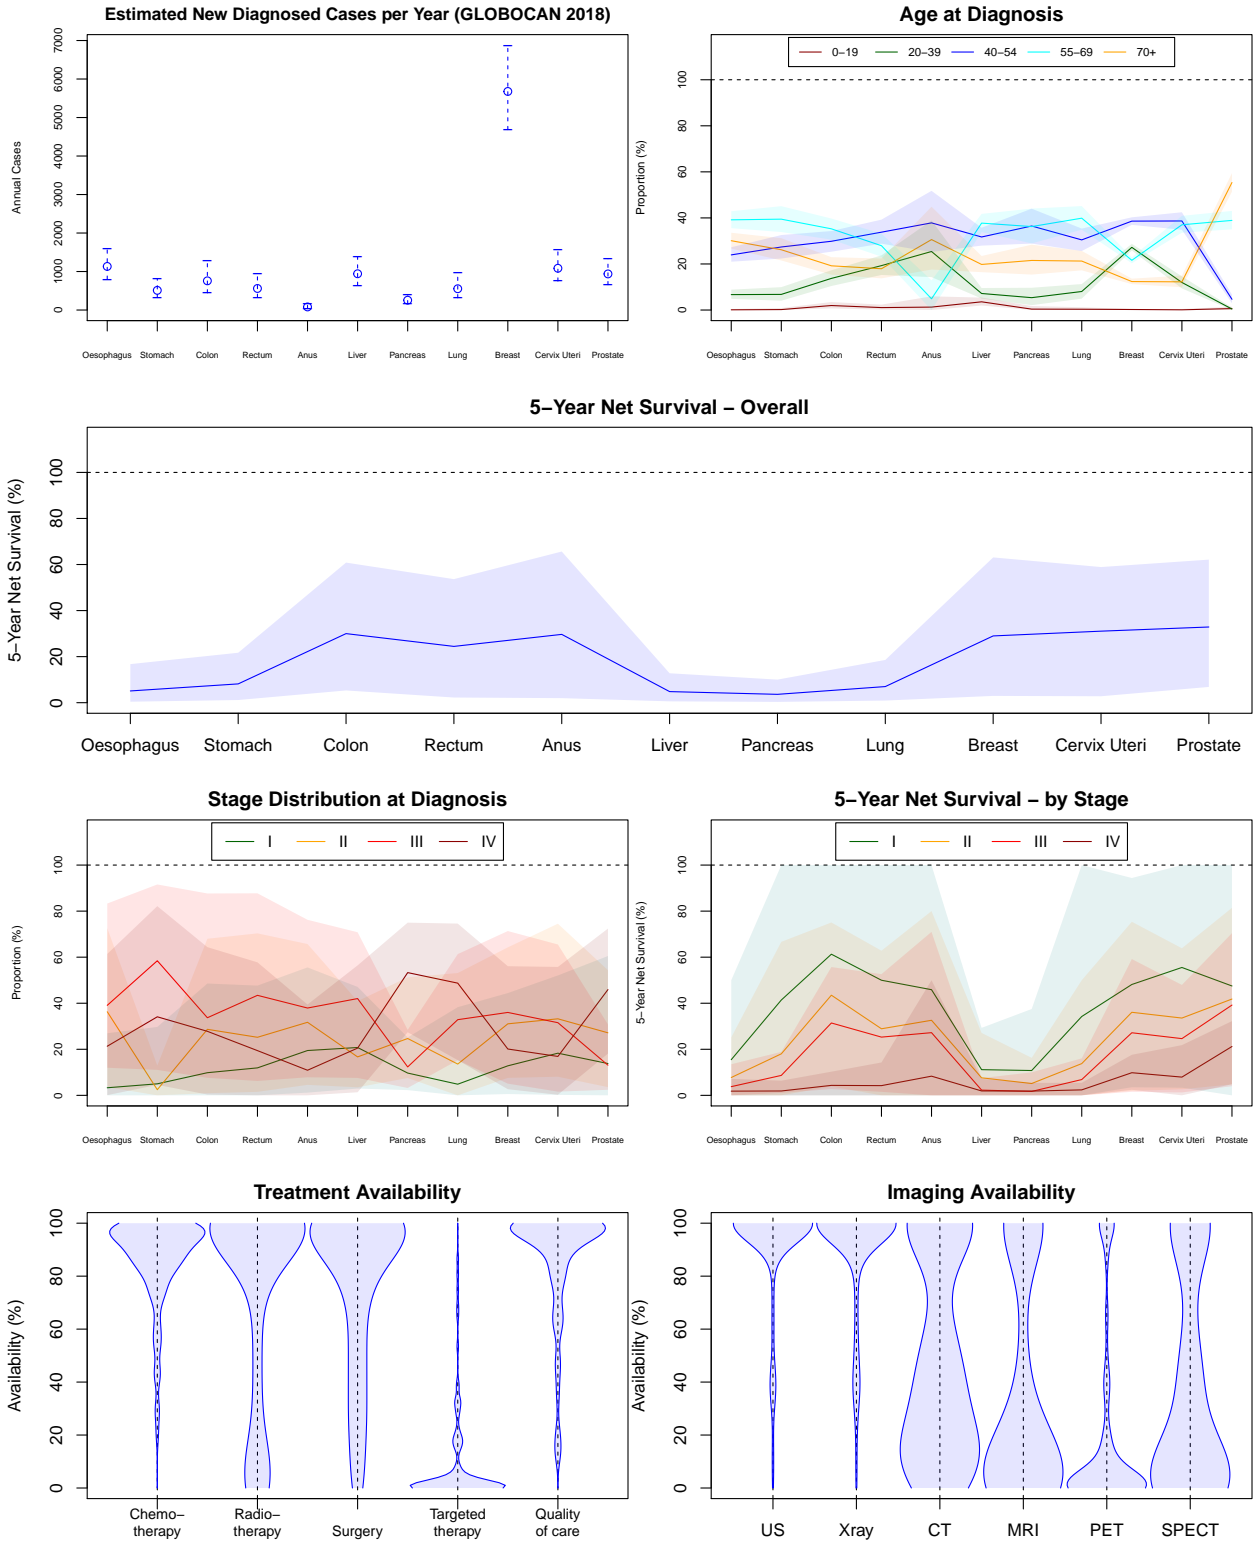 Estimated New Diagnosed Cases per Year (GLOBOCAN 2018)
Annual Cases
7000
6000
5000
4000
3000
2000
1000
0
Oesophagus Stomach Colon Rectum Anus Liver Pancreas Lung Breast Cervix Uteri Prostate
Age at Diagnosis
0−19 20−39 40−54 55−69 70+
Proportion (%)
100
80
60
40
20
0
Oesophagus Stomach Colon Rectum Anus Liver Pancreas Lung Breast Cervix Uteri Prostate
5−Year Net Survival − Overall
5−Year Net Survival (%)
100
80
60
40
20
0
Oesophagus Stomach Colon Rectum Anus Liver Pancreas Lung Breast Cervix Uteri Prostate
Stage Distribution at Diagnosis
I II III IV
Proportion (%)
100
80
60
40
20
0
Oesophagus Stomach Colon Rectum Anus Liver Pancreas Lung Breast Cervix Uteri Prostate
5−Year Net Survival − by Stage
I II III IV
5−Year Net Survival (%)
100
80
60
40
20
0
Oesophagus Stomach Colon Rectum Anus Liver Pancreas Lung Breast Cervix Uteri Prostate
Treatment Availability
Availability (%)
100
80
60
40
20
0
Chemo−
therapy
Radio−
therapy
Surgery
Targeted
therapy
Quality
of care
Imaging Availability
Availability (%)
100
80
60
40
20
0
US Xray CT MRI PET SPECT